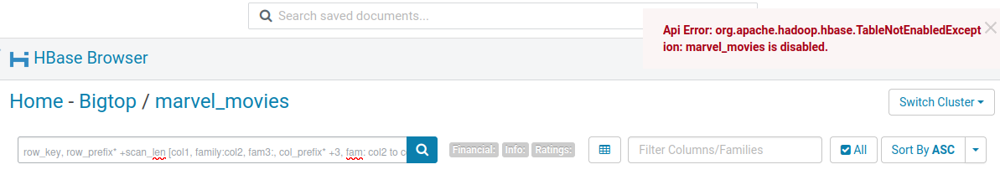 Search saved documents...
Api Error: org.apache.hadoop.hbase.TableNotEnabledExcept
ion: marvel_movies is disabled.
HBase Browser
Home - Bigtop / marvel_movies
Switch Cluster
row_key, row_prefix* +scan_len [col1, family:col2, fam3:, col_prefix* +3, fam: col2 to c
Financial: Info: Ratings:
Filter Columns/Families
All
Sort By ASC